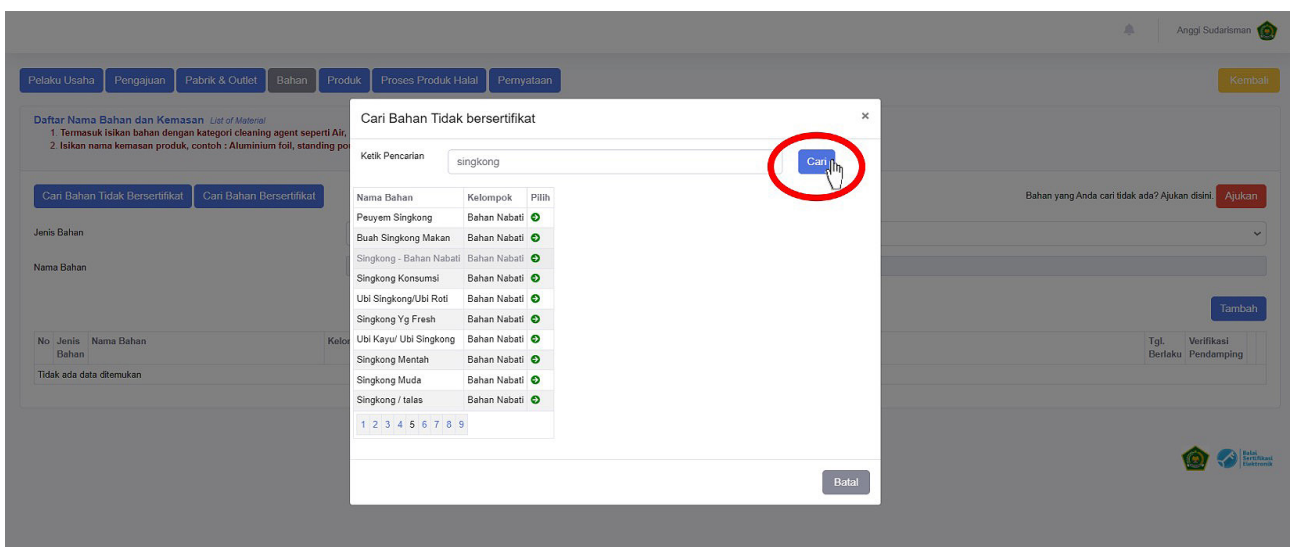 Anggi Sudarisman
Pelaku Usaha Pengajuan Pabrik & Outlet Bahan Produk Proses Produk Halal Pernyataan Kembali
Daftar Nama Bahan dan Kemasan List of Material
1. Termasuk isikan bahan dengan kategori cleaning agent seperti Air,
2. Isikan nama kemasan produk, contoh : Aluminium foil, standing
Cari Bahan Tidak Bersertifikat Cari Bahan Bersertifikat
Bahan yang Anda cari tidak ada? Ajukan disini. Ajukan
Jenis Bahan
Nama Bahan
Tambah
No Jenis Bahan Nama Bahan Tgl. Berlaku Verifikasi Pendamping
Tidak ada data ditemukan
Cari Bahan Tidak bersertifikat ×
Ketik Pencarian singkong Cari
Nama Bahan Kelompok Pilih
Peuyem Singkong Bahan Nabati
Buah Singkong Makan Bahan Nabati
Singkong - Bahan Nabati Bahan Nabati
Singkong Konsumsi Bahan Nabati
Ubi Singkong/Ubi Roti Bahan Nabati
Singkong Yg Fresh Bahan Nabati
Ubi Kayu/ Ubi Singkong Bahan Nabati
Singkong Mentah Bahan Nabati
Singkong Muda Bahan Nabati
Singkong / talas Bahan Nabati
1 2 3 4 5 6 7 8 9
Batal
Balai
Sertifikasi
Elektronik